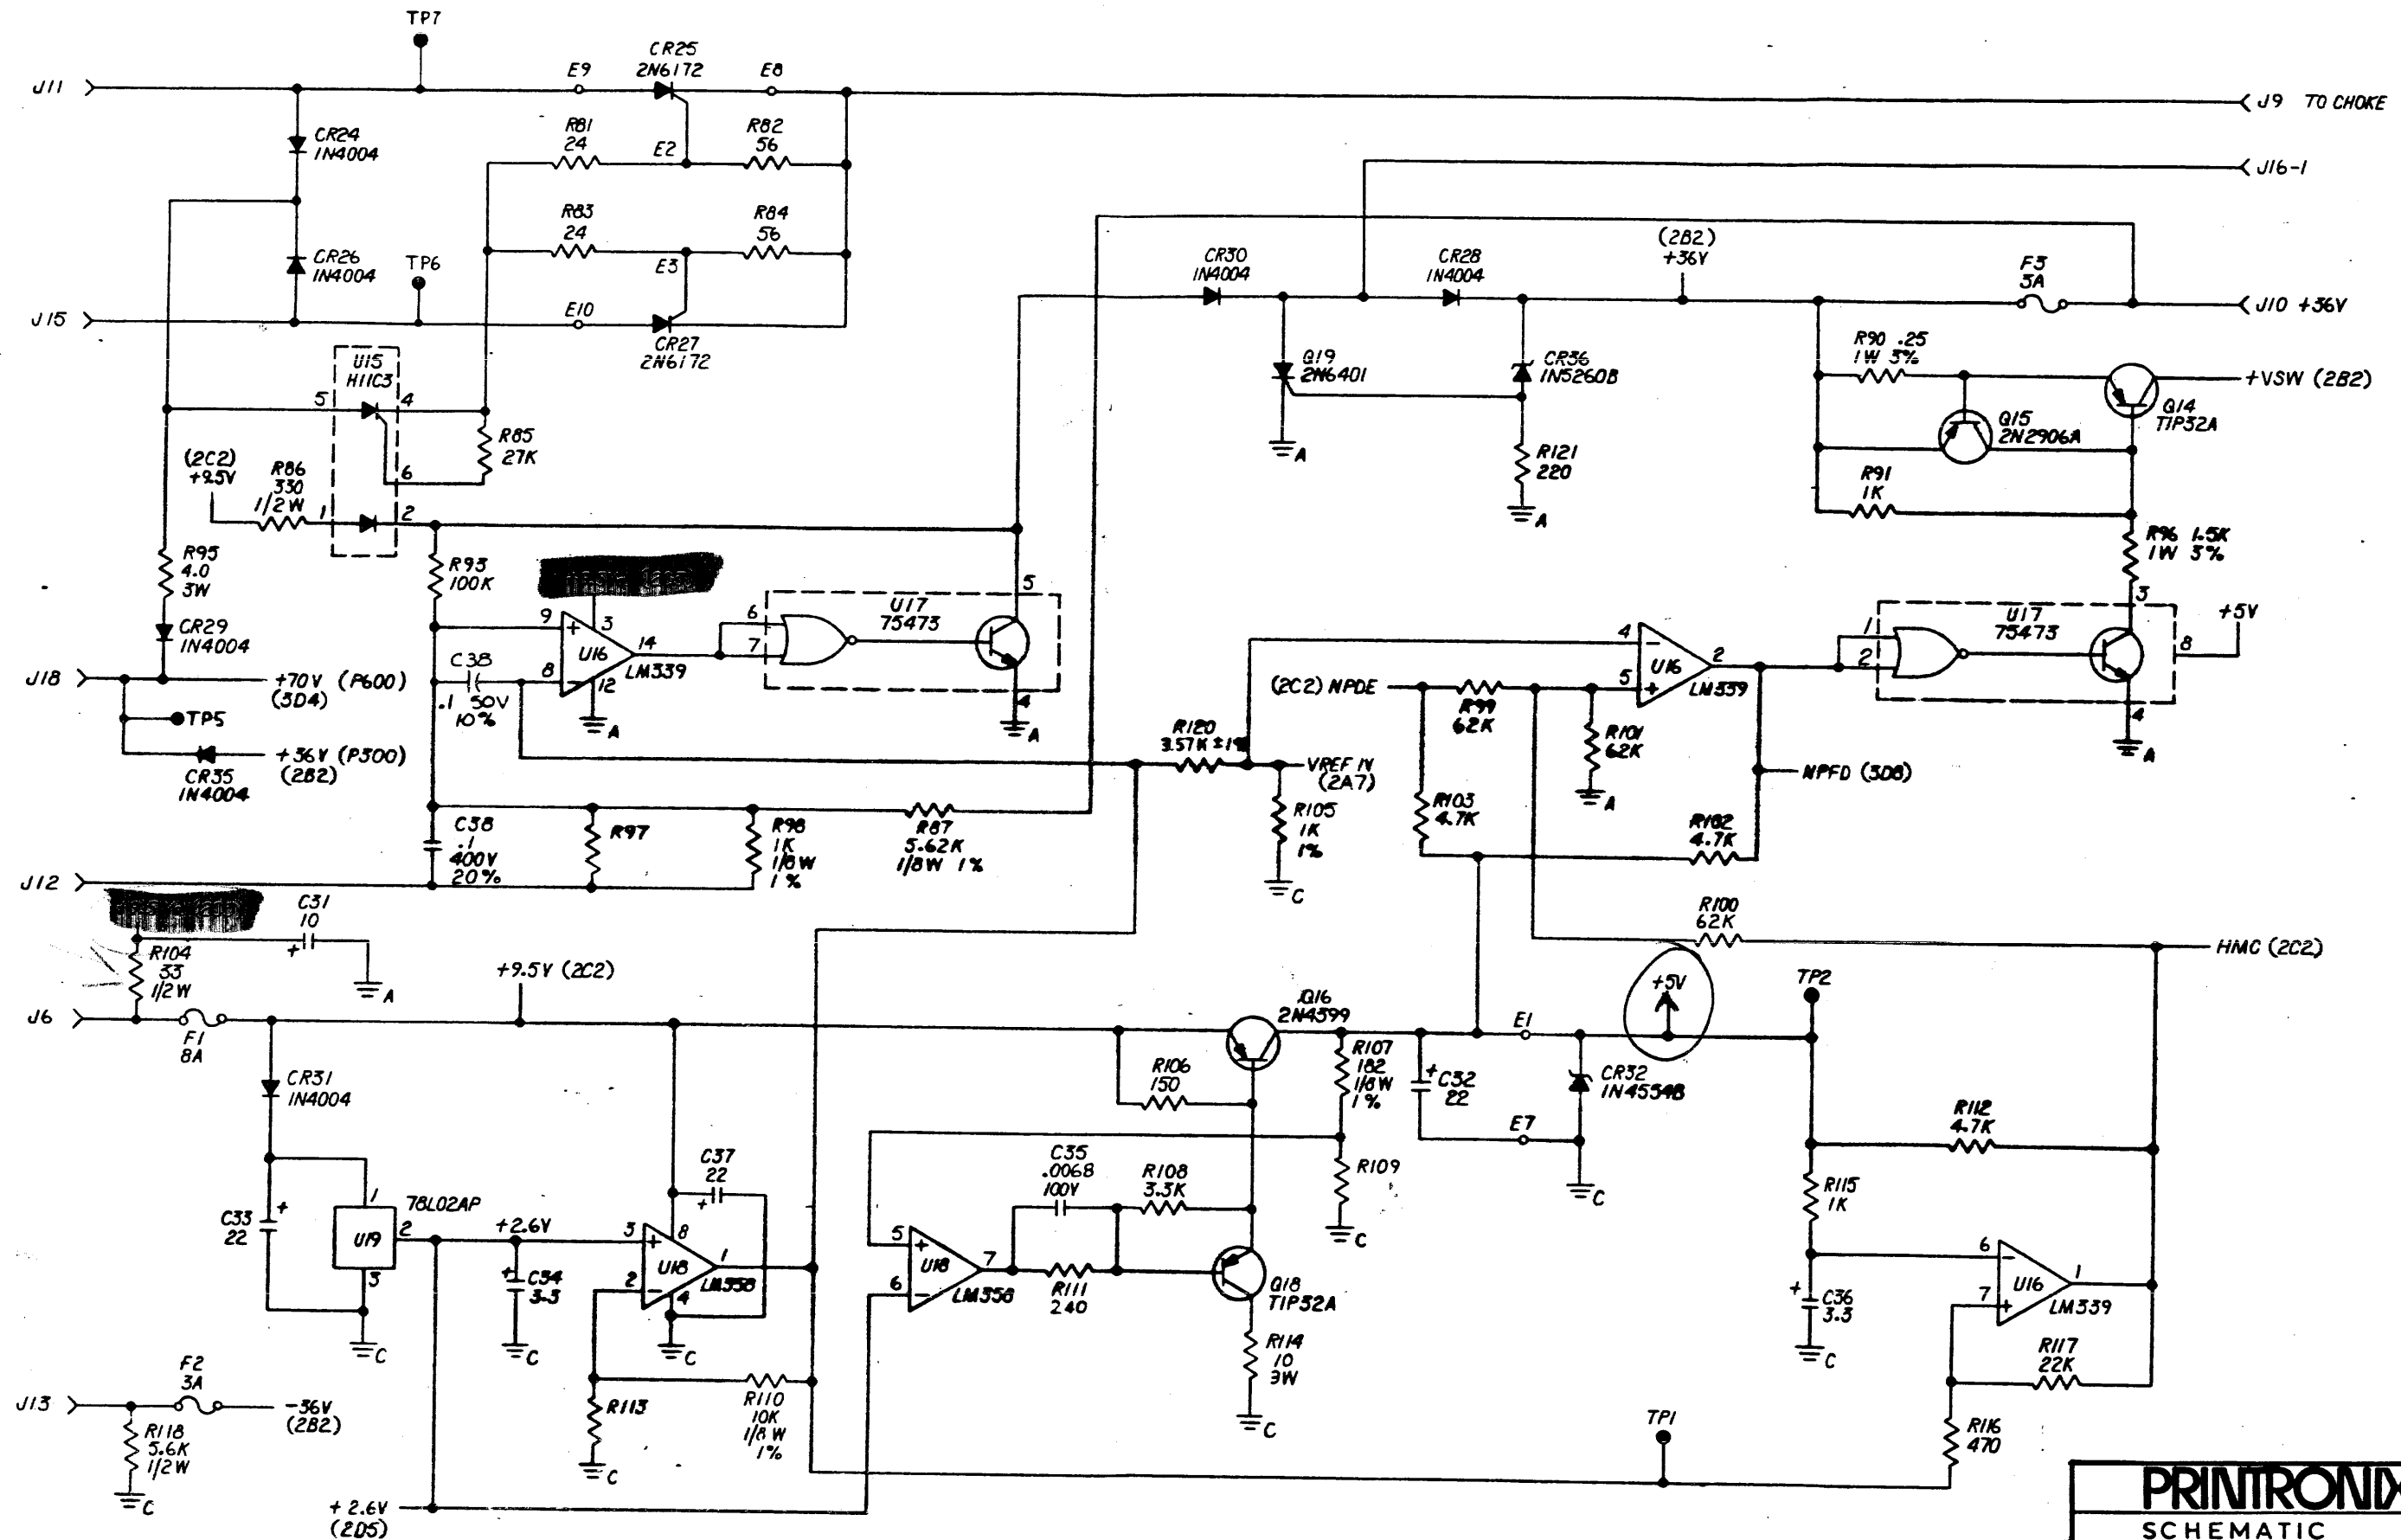 TP7
J11
E9
CR25
2N6172
E8
J9 TO CHOKE
CR24
1N4004
R81
24
E2
R82
56
J16-1
R83
24
R84
56
CR26
1N4004
TP6
E3
CR30
1N4004
CR28
1N4004
(2B2)
+36V
F3
3A
J15
E10
CR27
2N6172
J10 +36V
U15
H11C3
5
4
6
1
2
R85
27K
Q19
2N6401
A
CR36
1N5260B
R121
220
A
R90 .25
1W 3%
+VSW (2B2)
Q14
TIP32A
Q15
2N2906A
R91
1K
R96 1.5K
1W 3%
(2C2)
+9.5V
R86
330
1/2W
R95
4.0
3W
CR29
1N4004
R93
100K
9
+
3
U16
14
LM339
8
-
12
A
C38
.1 50V
10%
6
7
U17
75473
5
4
A
4
-
U16
2
LM339
5
+
1
2
U17
75473
3
8
+5V
4
A
J18
+70V (P600)
(3D4)
TP5
+36V (P300)
(2B2)
CR35
1N4004
(2C2) NPDE
R99
62K
R101
62K
A
R120
3.57K ±1%
VREF IV
(2A7)
R105
1K
1%
C
R103
4.7K
R102
4.7K
NPFD (3D8)
C38
.1
400V
20%
R97
R98
1K
1/8W
1%
R87
5.62K
1/8W 1%
J12
C31
10
+
A
R104
33
1/2W
R100
62K
HMC (2C2)
+9.5V (2C2)
+5V
TP2
J6
F1
8A
Q16
2N4399
E1
CR31
1N4004
R106
150
R107
182
1/8W
1%
+
C32
22
CR32
1N4554B
E7
C
R112
4.7K
C33
22
+
1
78L02AP
U19
2
3
C
+2.6V
+
C34
3.3
C
C37
22
+
3
+
8
U18
1
LM358
2
-
4
C
C35
.0068
100V
R108
3.3K
R109
C
5
+
U18
7
LM358
6
-
R111
240
Q18
TIP32A
R114
10
3W
C
R115
1K
+
C36
3.3
C
6
-
U16
1
LM339
7
+
R117
22K
J13
F2
3A
-36V
(2B2)
R118
5.6K
1/2W
C
R113
C
R110
10K
1/8W
1%
TP1
R116
470
+2.6V
(2D5)
PRINTRONIX
SCHEMATIC